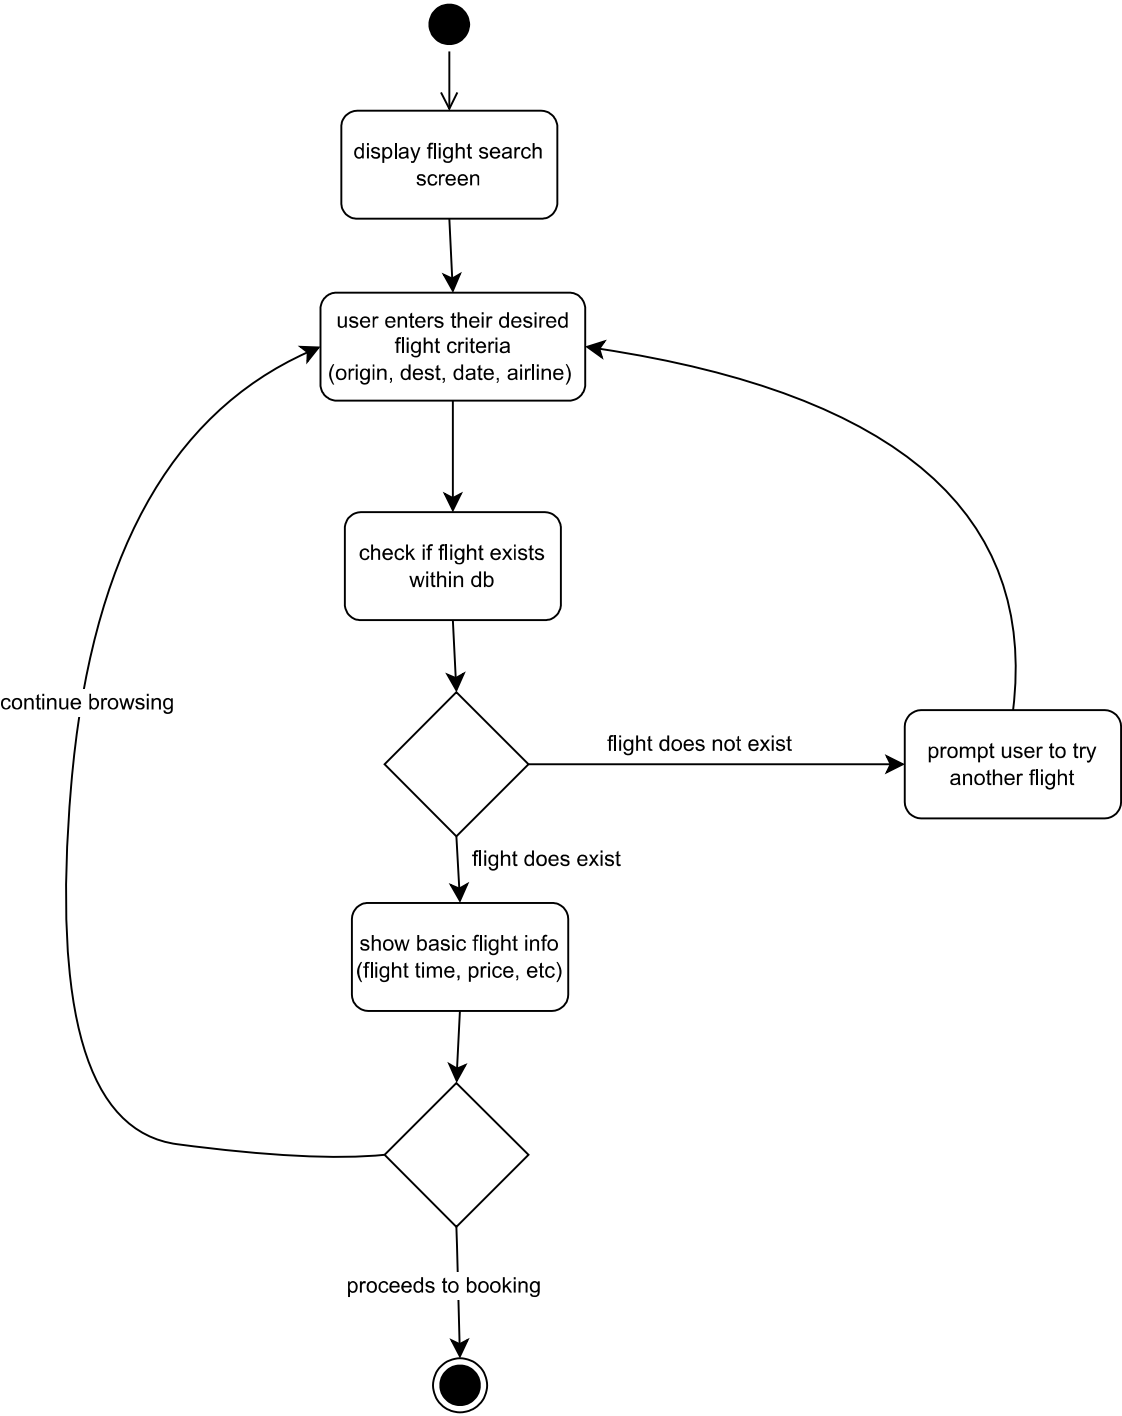 display flight search
screen
user enters their desired
flight criteria
(origin, dest, date, airline)
check if flight exists
within db
continue browsing
flight does not exist
prompt user to try
another flight
flight does exist
show basic flight info
(flight time, price, etc)
proceeds to booking